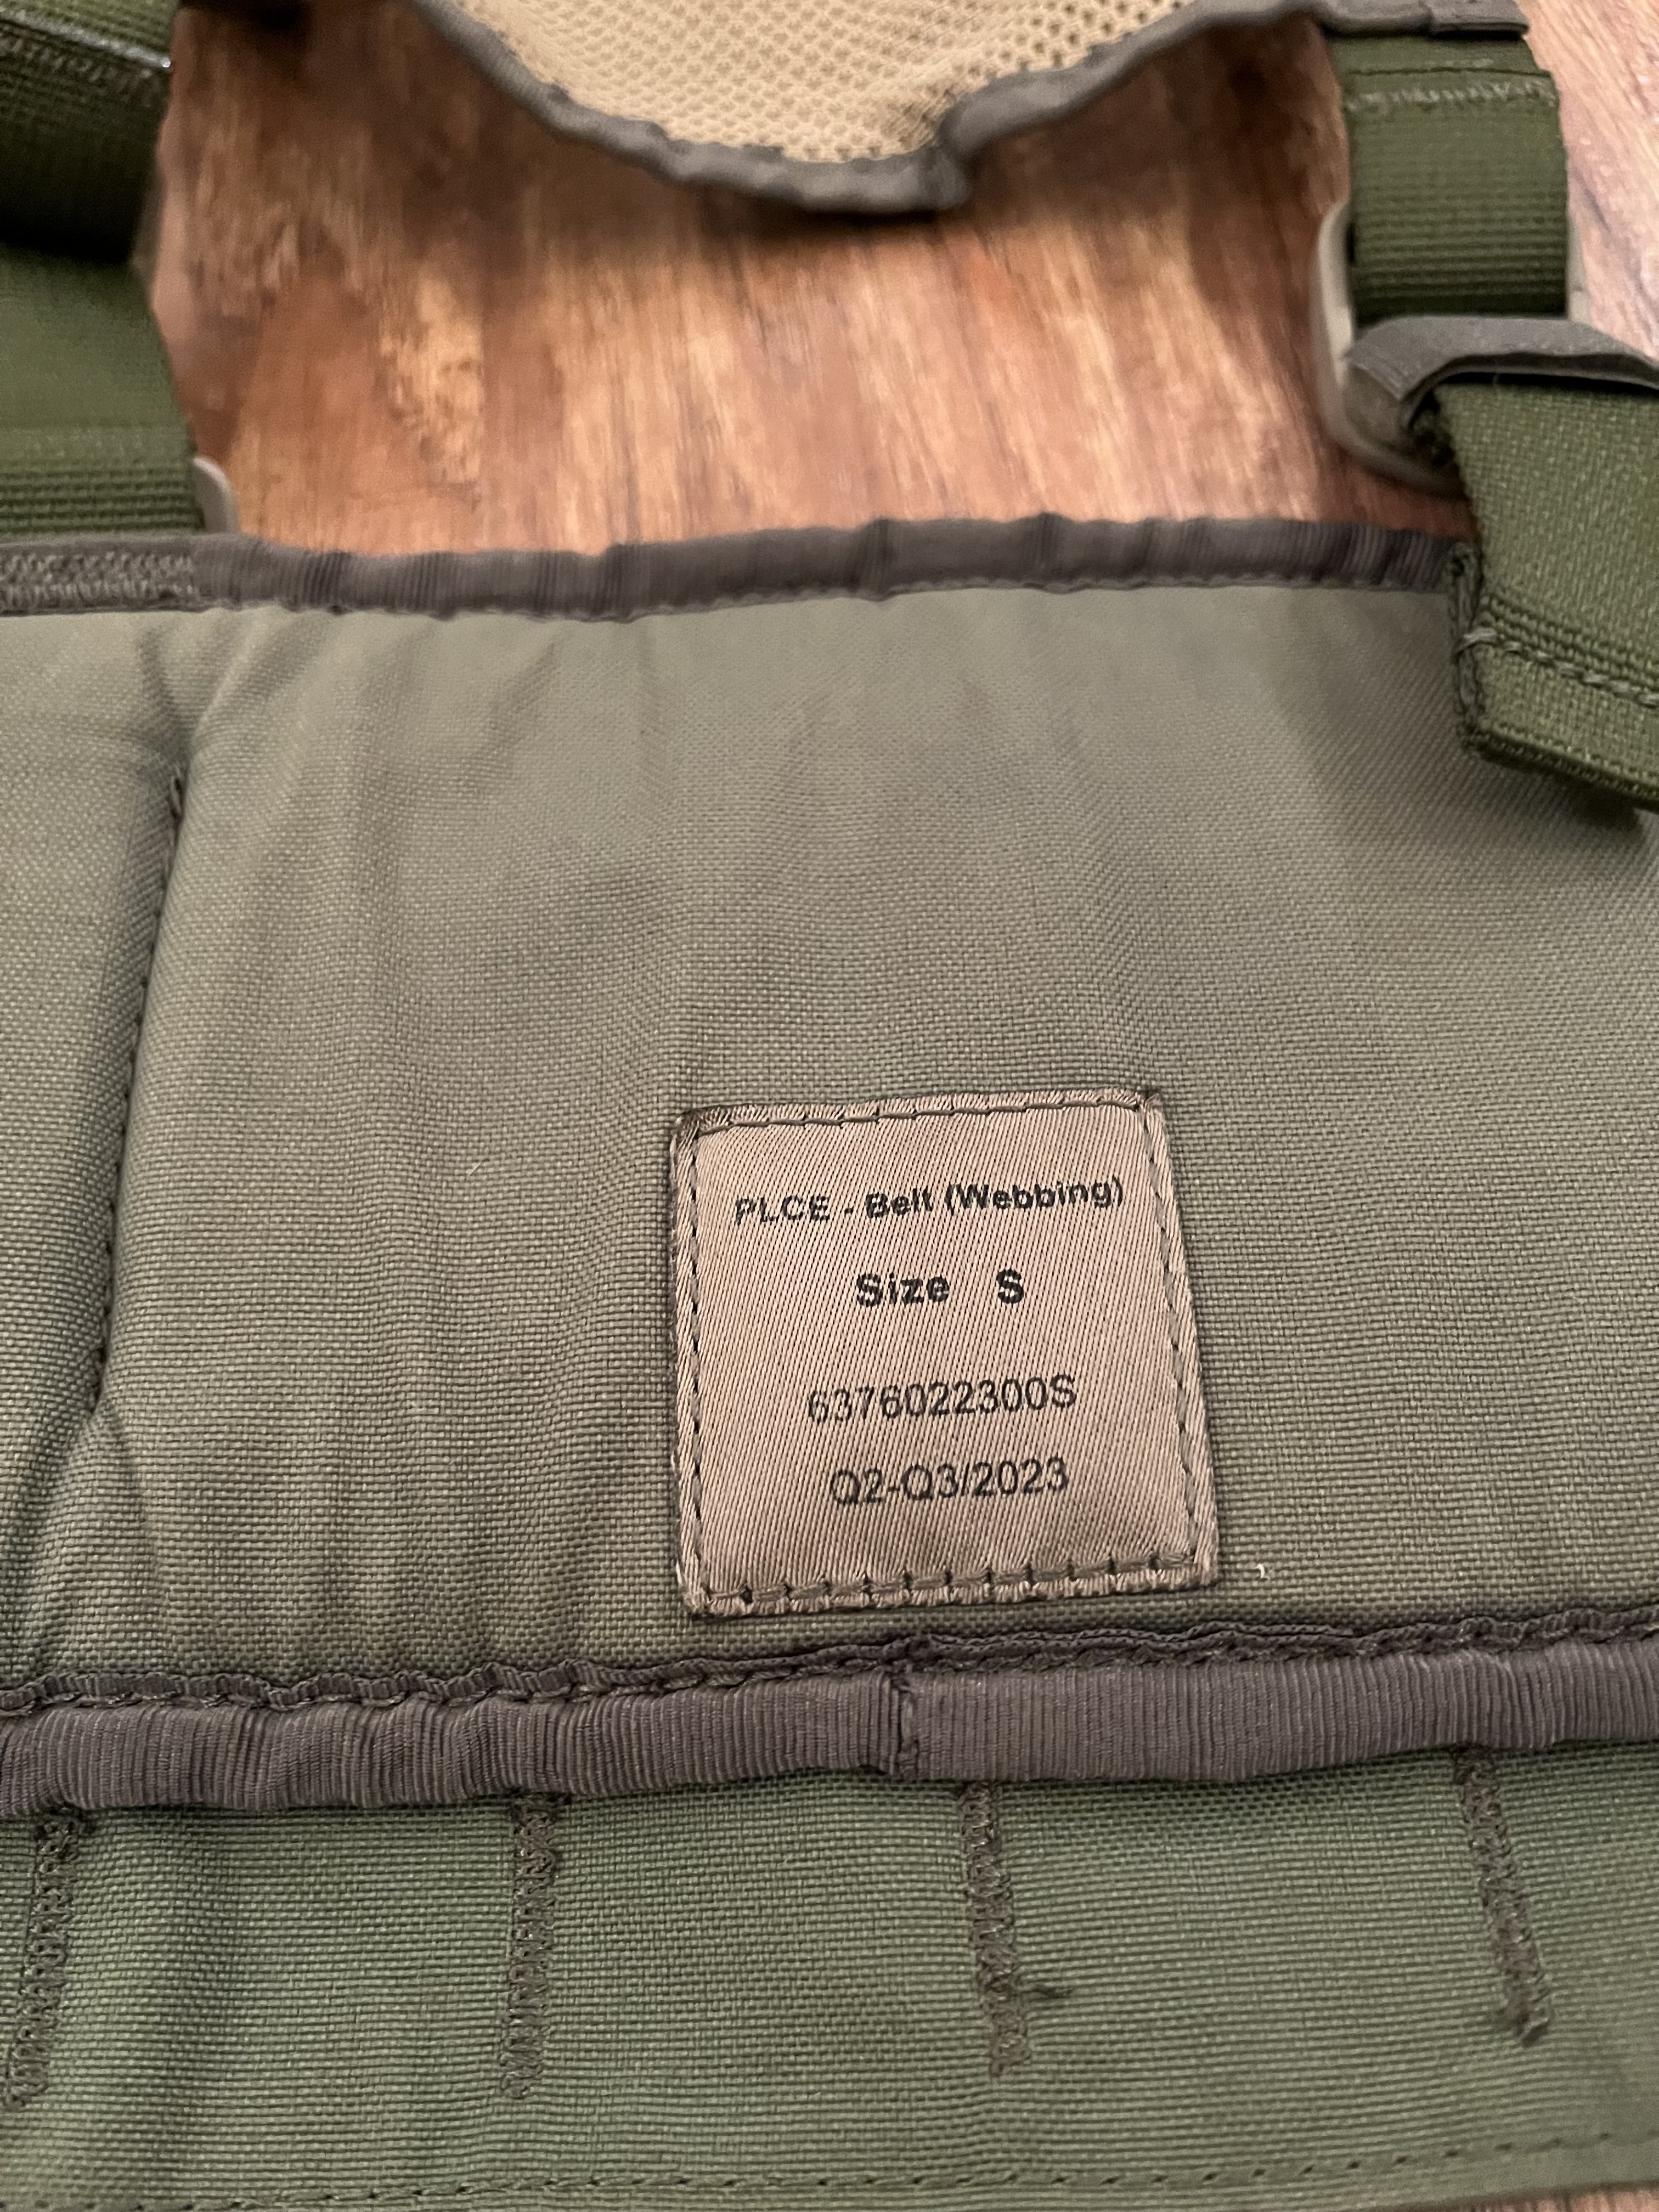 PLCE - Belt (Webbing)
Size S
6376022300S
Q2-Q3/2023